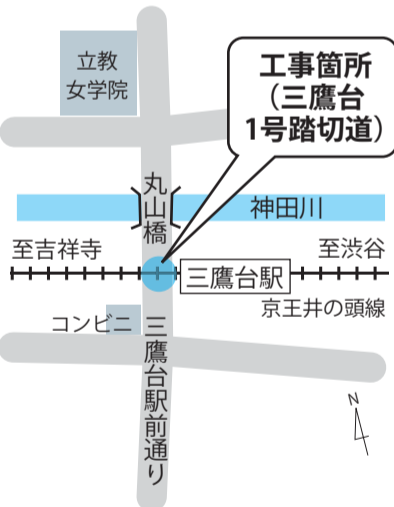 立教
女学院
工事箇所
（三鷹台
1号踏切道）
丸山橋
神田川
至吉祥寺
至渋谷
三鷹台駅
京王井の頭線
コンビニ
三鷹台駅前通り
N